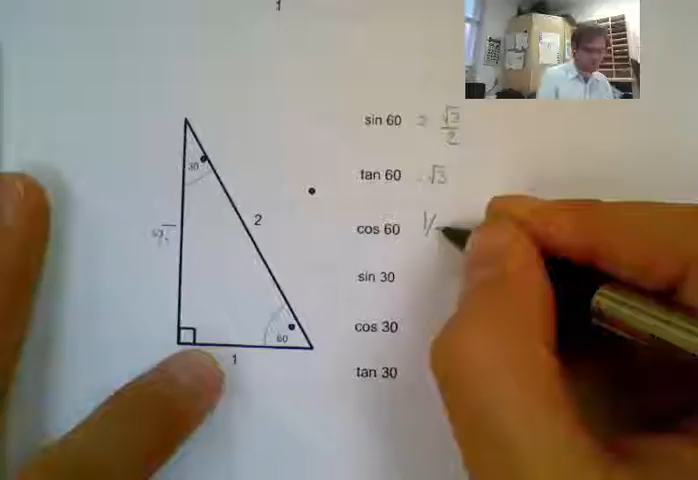 1
sin 60 = √3/2
tan 60 = √3
cos 60 1/
sin 30
cos 30
tan 30
30
2
60
1